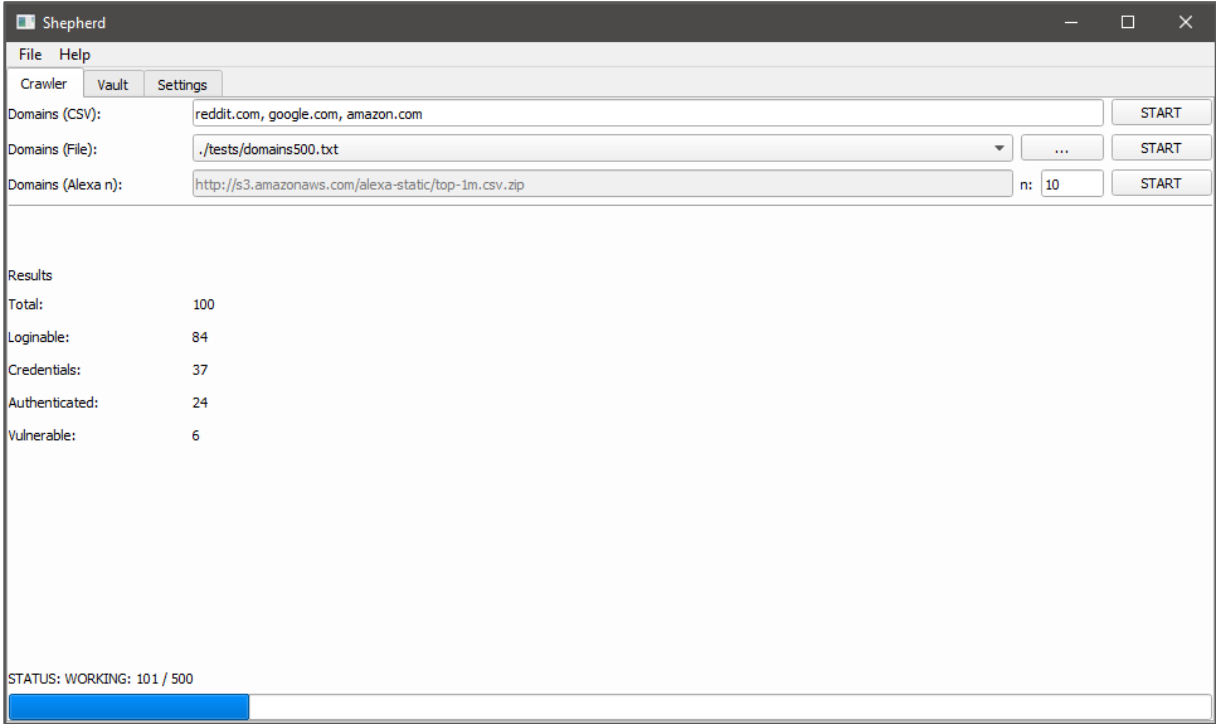 Shepherd
File Help
Crawler Vault Settings
Domains (CSV): reddit.com, google.com, amazon.com START
Domains (File): ./tests/domains500.txt ... START
Domains (Alexa n): http://s3.amazonaws.com/alexa-static/top-1m.csv.zip n: 10 START
Results
Total: 100
Loginable: 84
Credentials: 37
Authenticated: 24
Vulnerable: 6
STATUS: WORKING: 101 / 500